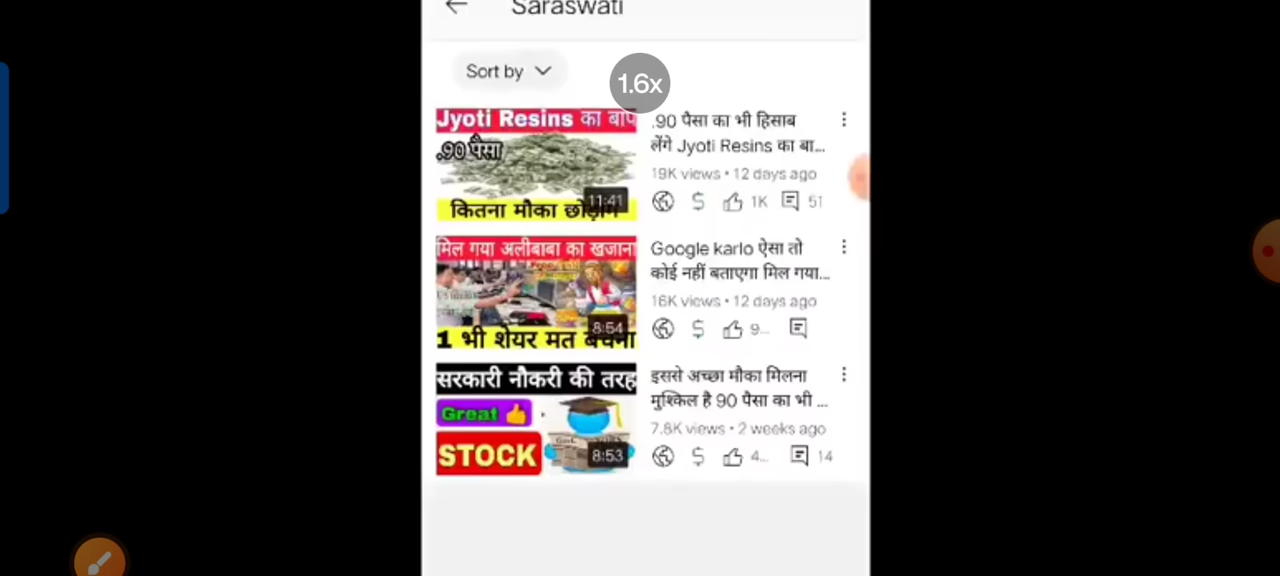 Saraswati
Sort by
1.6x
Jyoti Resins का बाप
.90 पैसा
11:41
कितना मौका छोड़ोगे
.90 पैसा का भी हिसाब
लेंगे Jyoti Resins का बा...
19K views • 12 days ago
1K 51
मिल गया अलीबाबा का खजाना
8:54
1 भी शेयर मत बेचना
Google karlo ऐसा तो
कोई नहीं बताएगा मिल गया...
16K views • 12 days ago
9...
सरकारी नौकरी की तरह
Great
STOCK
8:53
इससे अच्छा मौका मिलना
मुश्किल है 90 पैसा का भी ...
7.8K views • 2 weeks ago
4... 14